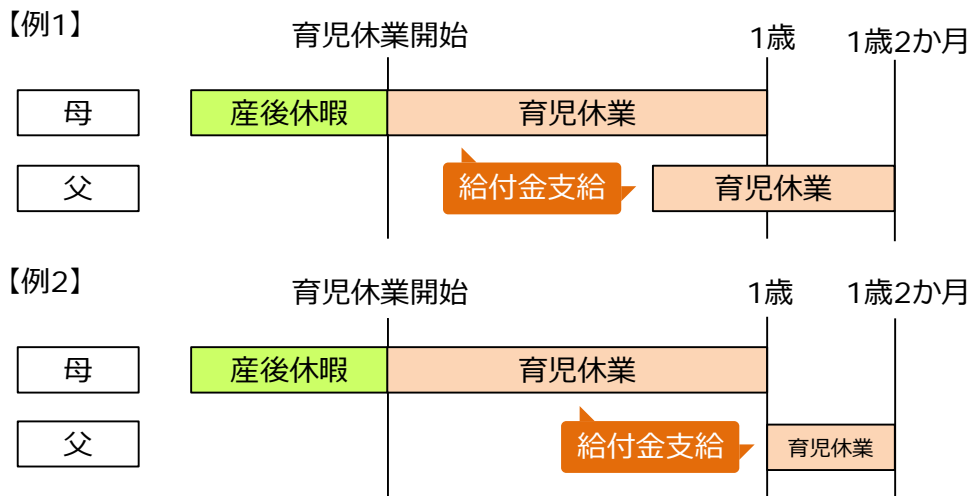 【例1】
育児休業開始 1歳 1歳2か月
母 産後休暇 育児休業
給付金支給
父 育児休業
【例2】
育児休業開始 1歳 1歳2か月
母 産後休暇 育児休業
給付金支給
父 育児休業